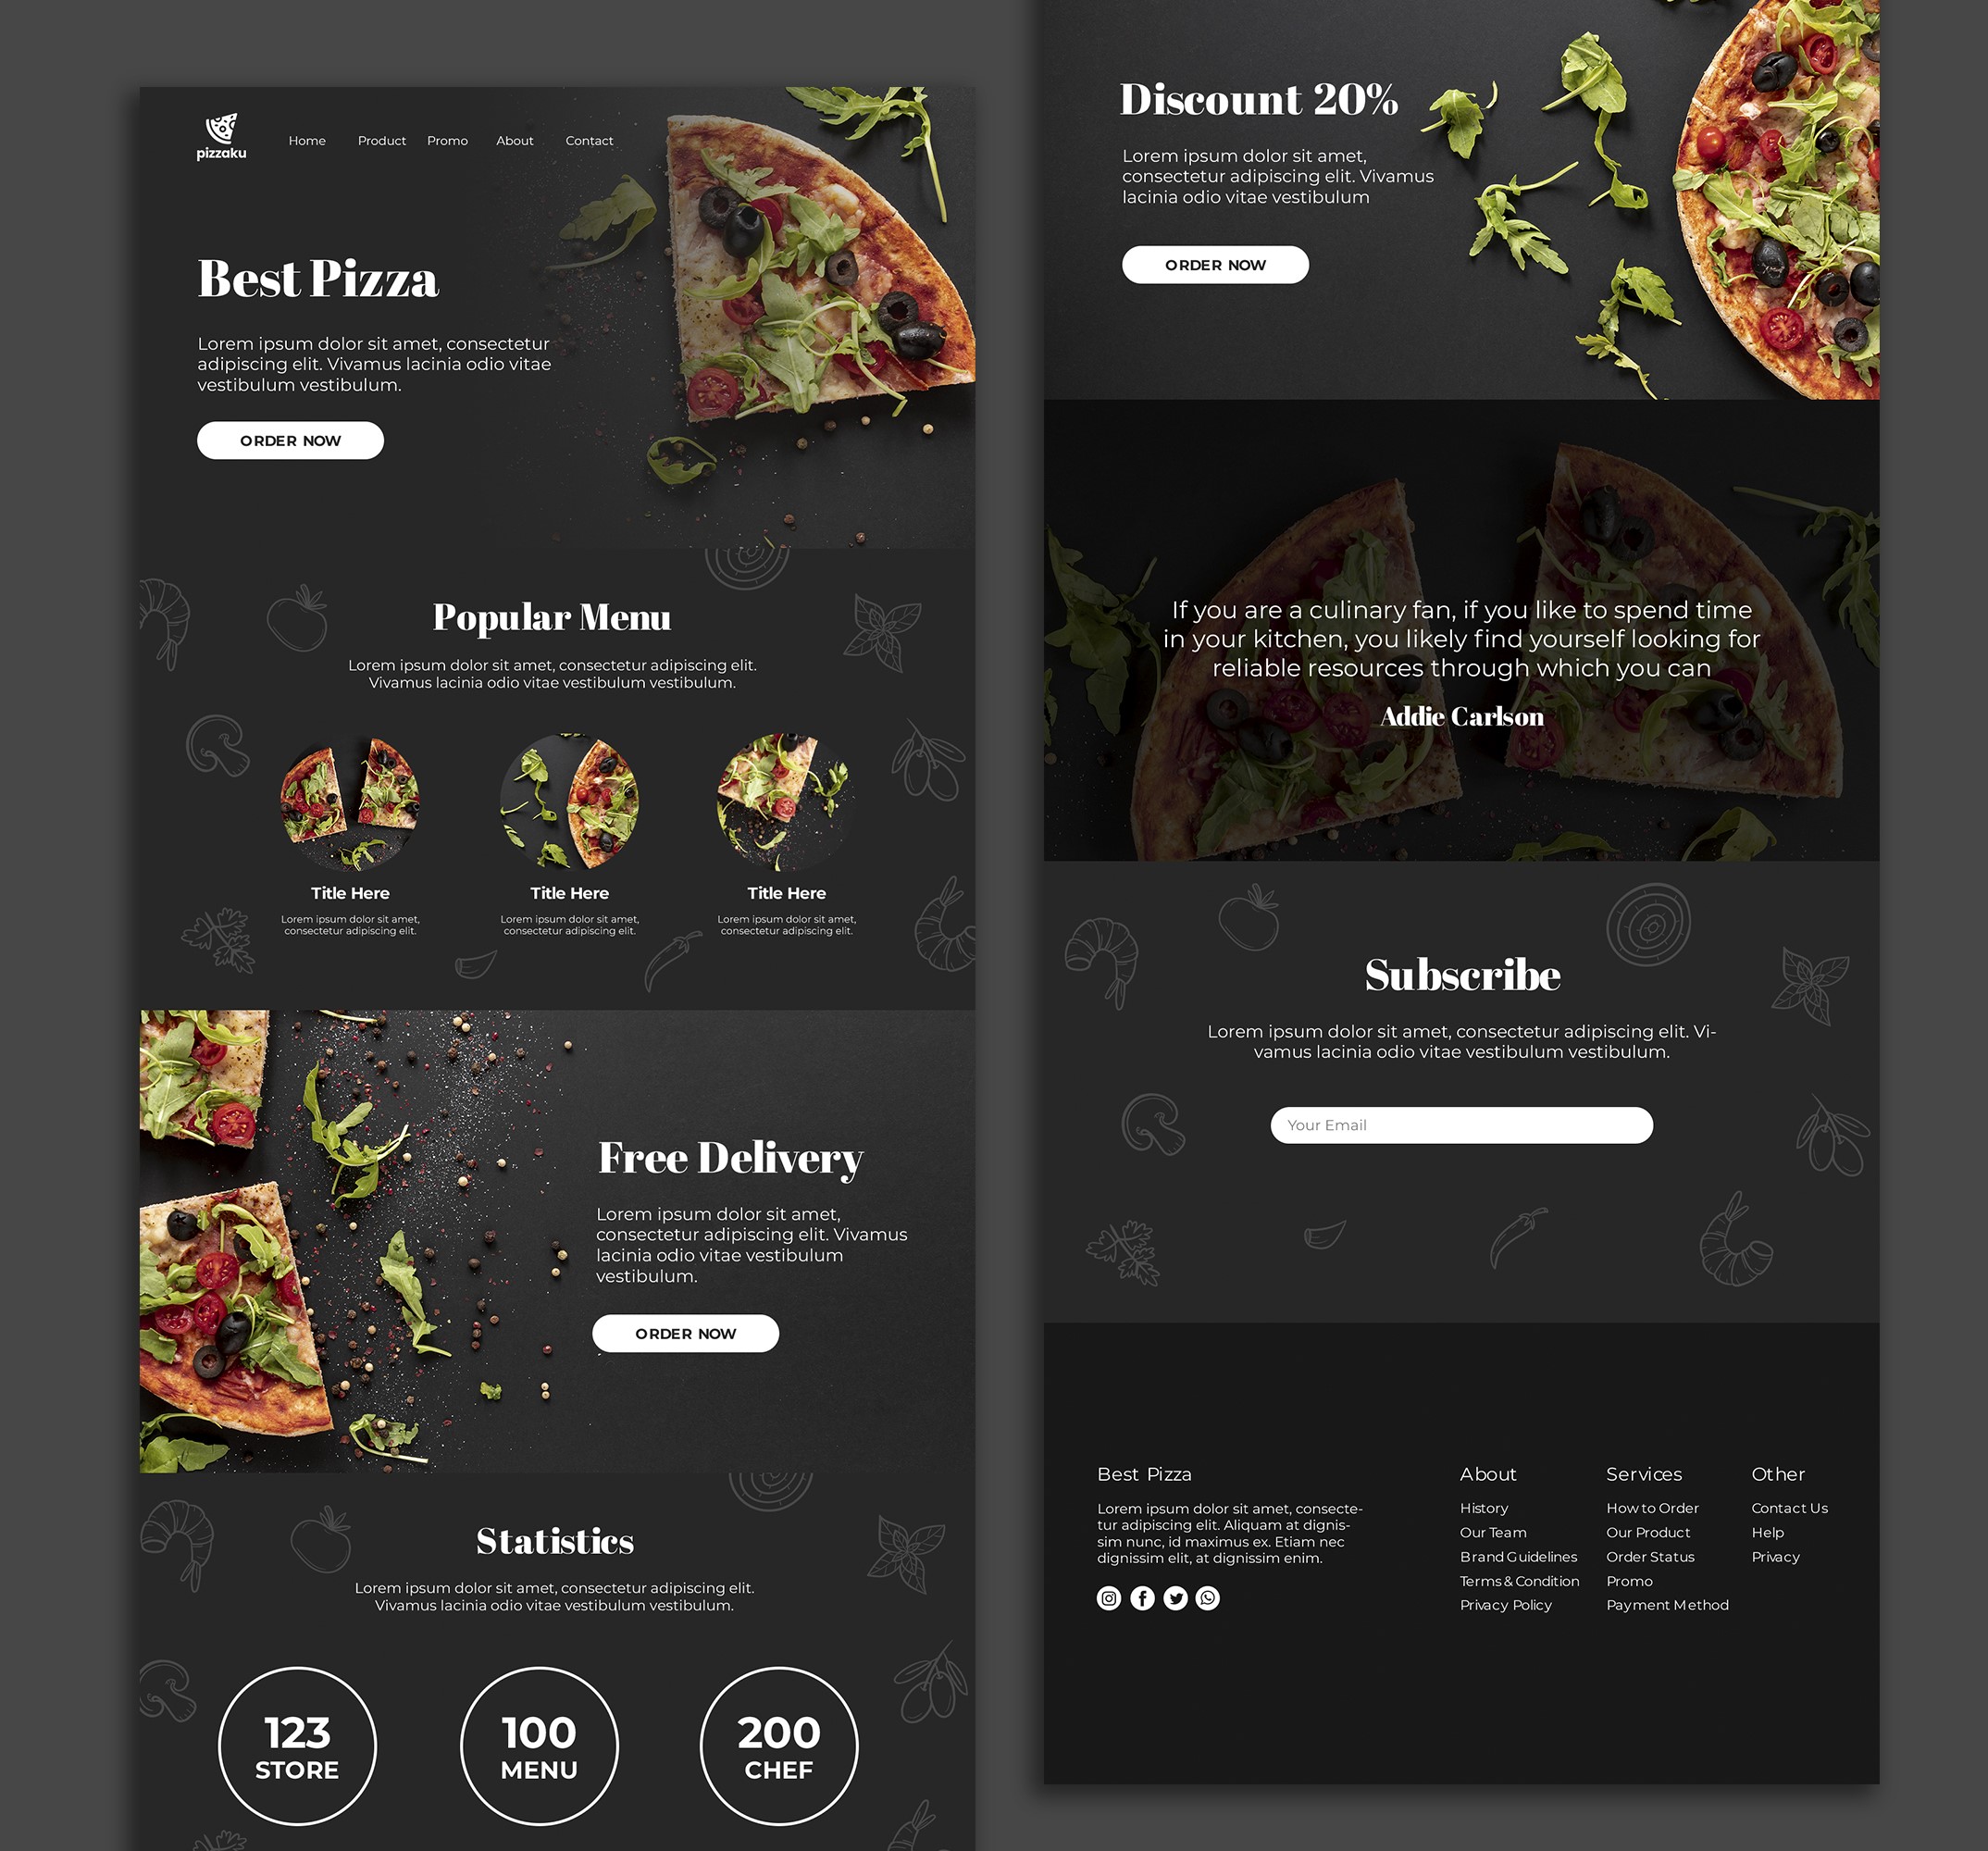 pizzaku
Home Product Promo About Contact
Best Pizza
Lorem ipsum dolor sit amet, consectetur
adipiscing elit. Vivamus lacinia odio vitae
vestibulum vestibulum.
ORDER NOW
Popular Menu
Lorem ipsum dolor sit amet, consectetur adipiscing elit.
Vivamus lacinia odio vitae vestibulum vestibulum.
Title Here
Lorem ipsum dolor sit amet,
consectetur adipiscing elit.
Title Here
Lorem ipsum dolor sit amet,
consectetur adipiscing elit.
Title Here
Lorem ipsum dolor sit amet,
consectetur adipiscing elit.
Free Delivery
Lorem ipsum dolor sit amet,
consectetur adipiscing elit. Vivamus
lacinia odio vitae vestibulum
vestibulum.
ORDER NOW
Statistics
Lorem ipsum dolor sit amet, consectetur adipiscing elit.
Vivamus lacinia odio vitae vestibulum vestibulum.
123
STORE
100
MENU
200
CHEF
Discount 20%
Lorem ipsum dolor sit amet,
consectetur adipiscing elit. Vivamus
lacinia odio vitae vestibulum
ORDER NOW
If you are a culinary fan, if you like to spend time
in your kitchen, you likely find yourself looking for
reliable resources through which you can
Addie Carlson
Subscribe
Lorem ipsum dolor sit amet, consectetur adipiscing elit. Vi-
vamus lacinia odio vitae vestibulum vestibulum.
Your Email
Best Pizza
Lorem ipsum dolor sit amet, consecte-
tur adipiscing elit. Aliquam at dignis-
sim nunc, id maximus ex. Etiam nec
dignissim elit, at dignissim enim.
About
History
Our Team
Brand Guidelines
Terms & Condition
Privacy Policy
Services
How to Order
Our Product
Order Status
Promo
Payment Method
Other
Contact Us
Help
Privacy